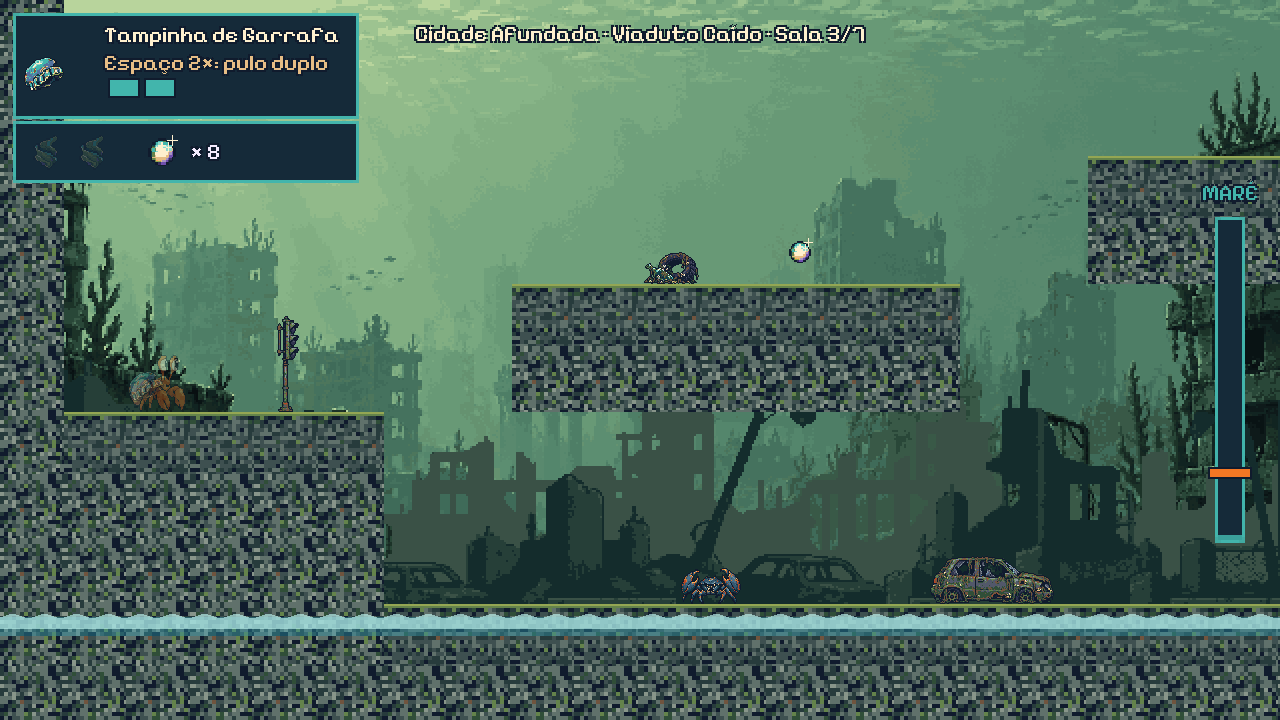 Tampinha de Garrafa
Espaço 2×: pulo duplo
× 8
Cidade Afundada · Viaduto Caído · Sala 3/7
MARÉ